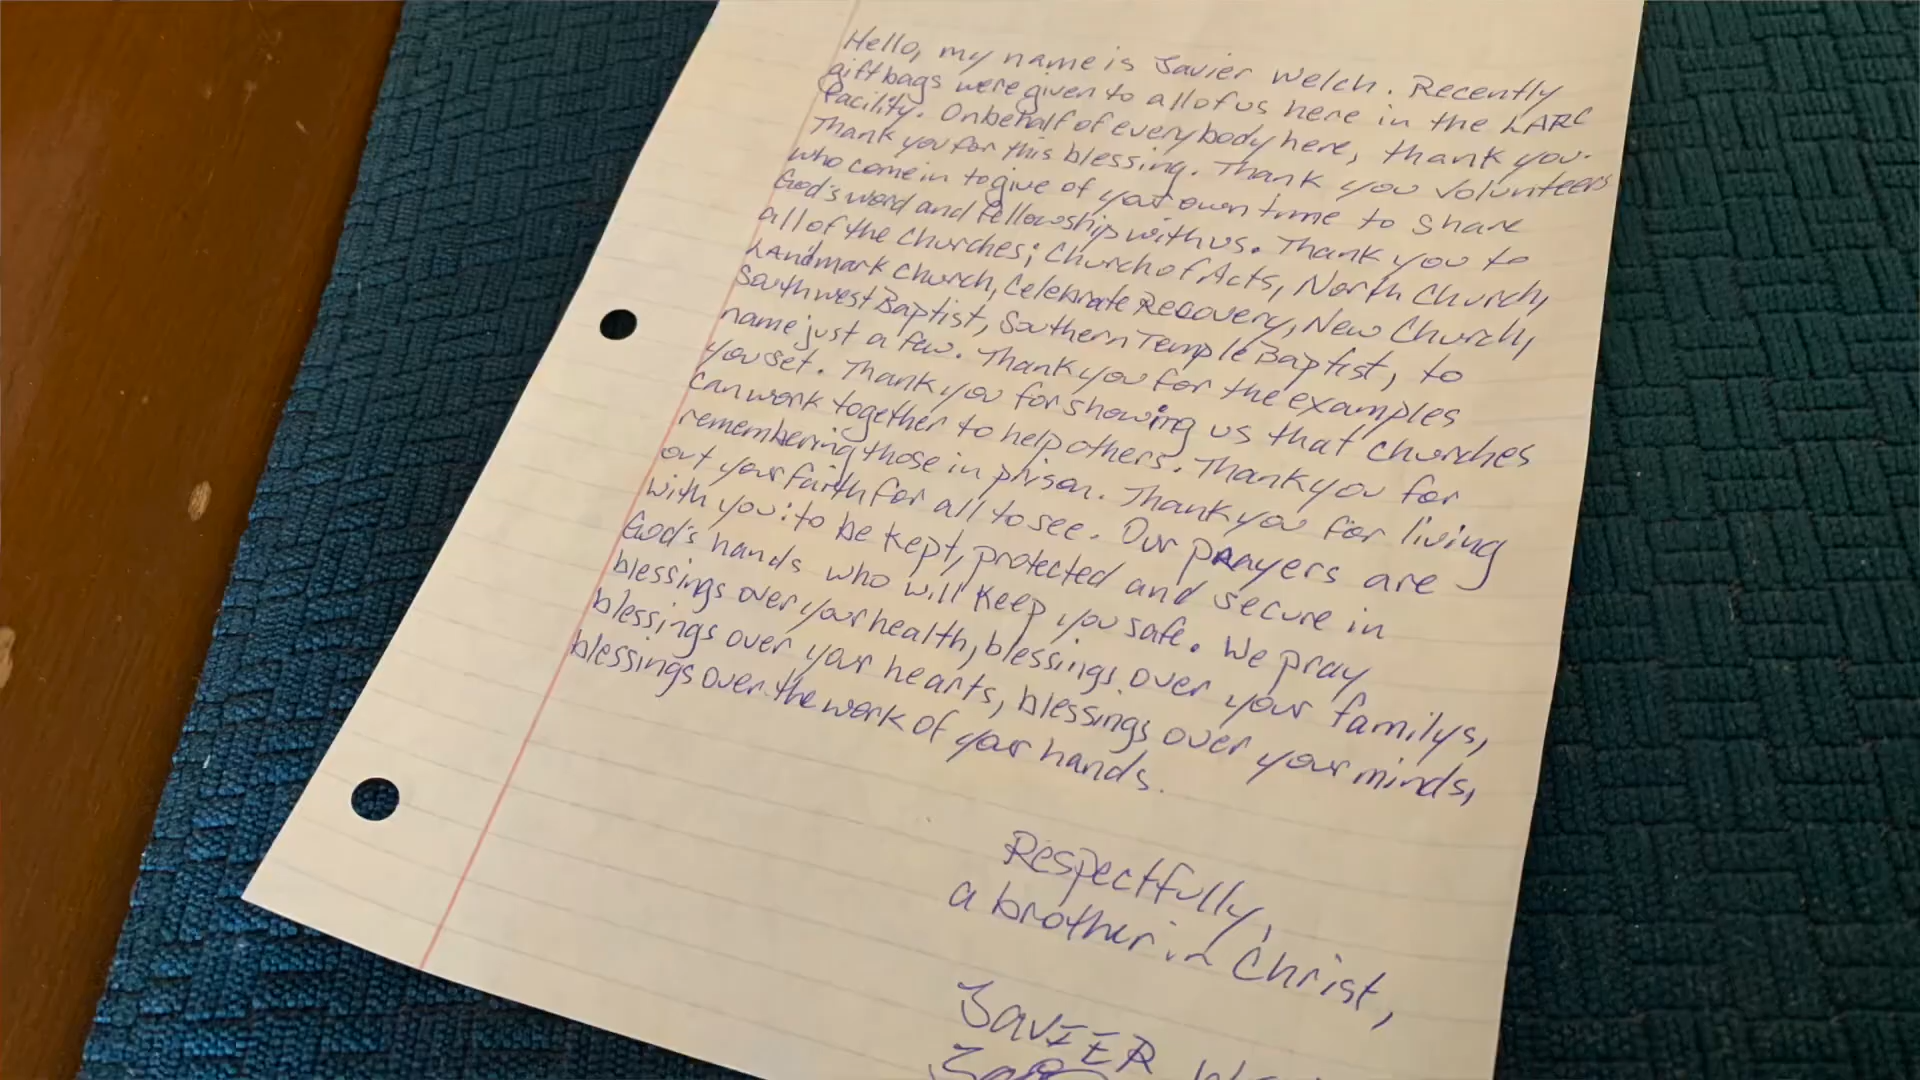 Hello, my name is Javier Welch. Recently
gift bags were given to all of us here in the LARC
Facility. On behalf of everybody here, thank you.
Thank you for this blessing. Thank you Volunteers
who come in to give of your own time to share
God's word and fellowship with us. Thank you to
all of the churches; Church of Acts, North Church,
Landmark Church, Celebrate Recovery, New Church,
Southwest Baptist, Southern Temple Baptist, to
name just a few. Thank you for the examples
you set. Thank you for showing us that churches
can work together to help others. Thank you for
remembering those in prison. Thank you for living
out your faith for all to see. Our prayers are
with you: to be kept, protected and secure in
God's hands who will keep you safe. We pray
blessings over your health, blessings over your familys,
blessings over your hearts, blessings over your minds,
blessings over the work of your hands.
Respectfully,
a brother in Christ,
JAVIER